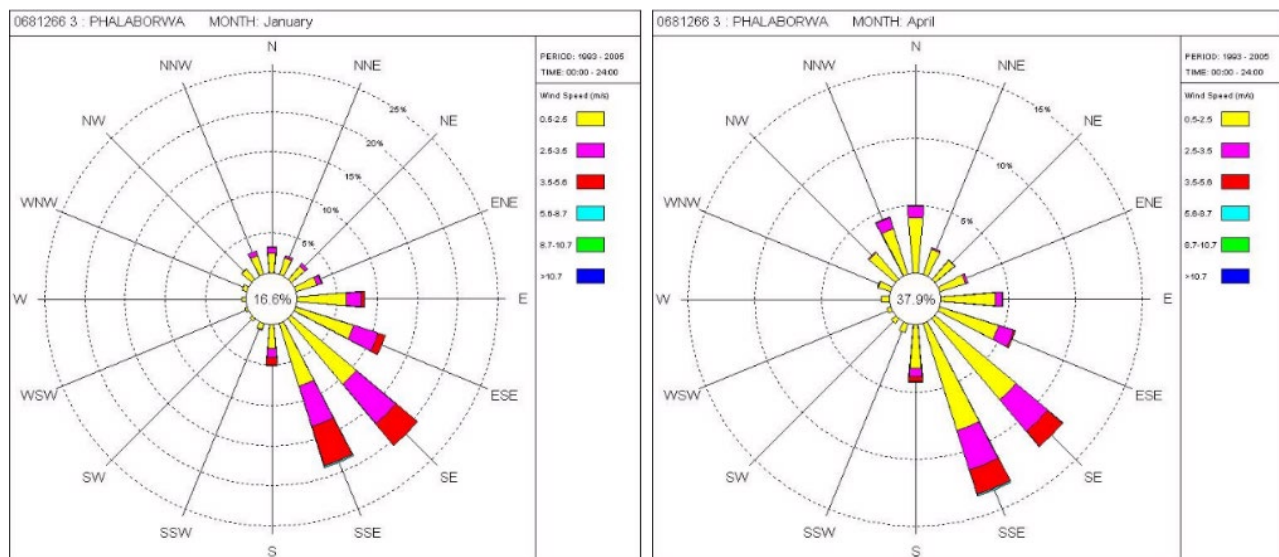 0681266 3 : PHALABORWA MONTH: January
PERIOD: 1993 - 2005
TIME: 00:00 - 24:00
Wind Speed (m/s)
0.5-2.5
2.5-3.5
3.5-5.6
5.6-8.7
8.7-10.7
>10.7
N
NNE
NE
ENE
E
ESE
SE
SSE
S
SSW
SW
WSW
W
WNW
NW
NNW
25%
20%
15%
10%
5%
16.6%
0681266 3 : PHALABORWA MONTH: April
PERIOD: 1993 - 2005
TIME: 00:00 - 24:00
Wind Speed (m/s)
0.5-2.5
2.5-3.5
3.5-5.6
5.6-8.7
8.7-10.7
>10.7
N
NNE
NE
ENE
E
ESE
SE
SSE
S
SSW
SW
WSW
W
WNW
NW
NNW
15%
10%
5%
37.9%